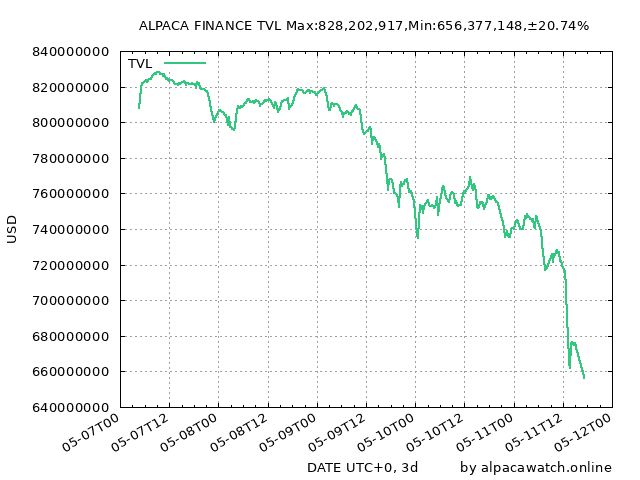 ALPACA FINANCE TVL Max:828,202,917,Min:656,377,148,±20.74%
TVL
840000000
820000000
800000000
780000000
760000000
740000000
720000000
700000000
680000000
660000000
640000000
USD
05-07T00
05-07T12
05-08T00
05-08T12
05-09T00
05-09T12
05-10T00
05-10T12
05-11T00
05-11T12
05-12T00
DATE UTC+0, 3d
by alpacawatch.online